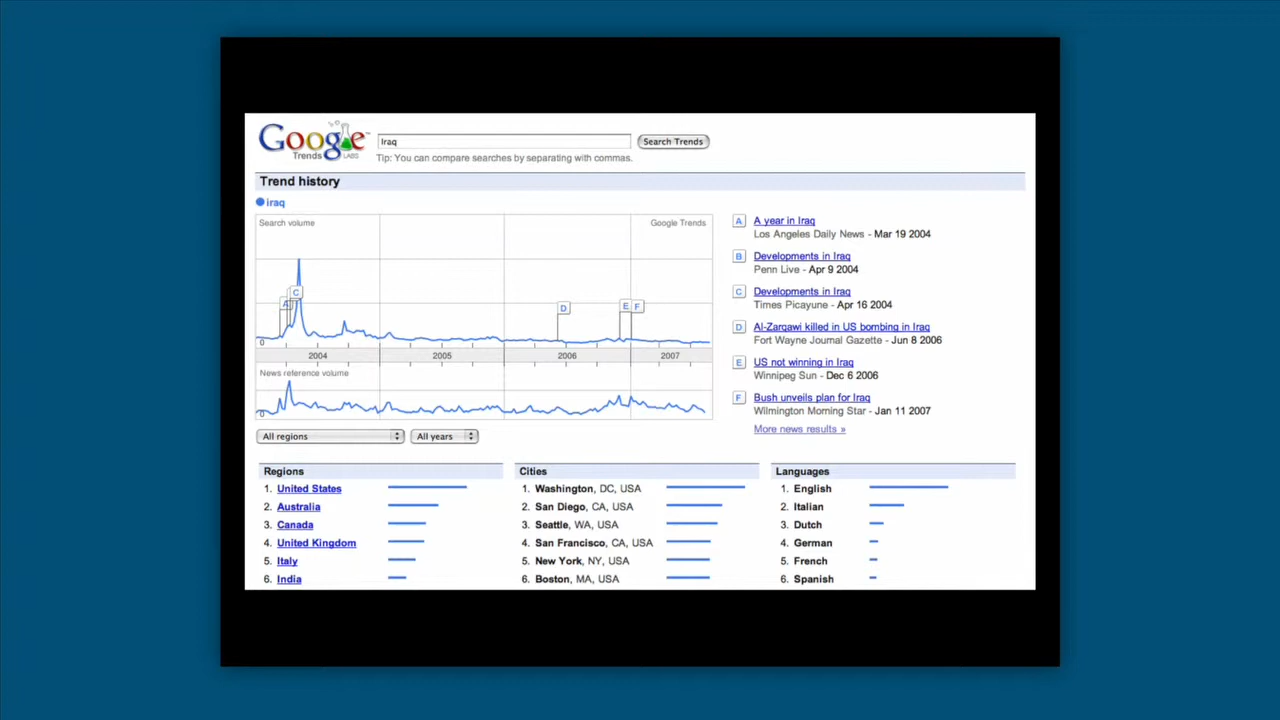 Google
Trends LABS
Iraq
Search Trends
Tip: You can compare searches by separating with commas.
Trend history
iraq
Search volume
Google Trends
A
C
D
E
F
0
2004
2005
2006
2007
News reference volume
0
All regions
All years
A A year in Iraq
Los Angeles Daily News - Mar 19 2004
B Developments in Iraq
Penn Live - Apr 9 2004
C Developments in Iraq
Times Picayune - Apr 16 2004
D Al-Zarqawi killed in US bombing in Iraq
Fort Wayne Journal Gazette - Jun 8 2006
E US not winning in Iraq
Winnipeg Sun - Dec 6 2006
F Bush unveils plan for Iraq
Wilmington Morning Star - Jan 11 2007
More news results »
Regions
1. United States
2. Australia
3. Canada
4. United Kingdom
5. Italy
6. India
Cities
1. Washington, DC, USA
2. San Diego, CA, USA
3. Seattle, WA, USA
4. San Francisco, CA, USA
5. New York, NY, USA
6. Boston, MA, USA
Languages
1. English
2. Italian
3. Dutch
4. German
5. French
6. Spanish